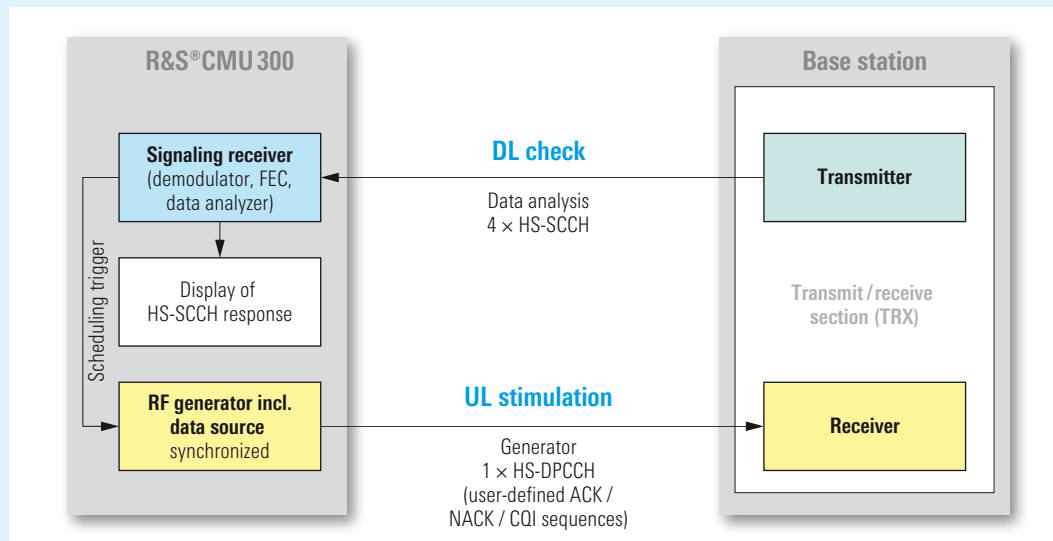 R&S®CMU 300
Signaling receiver
(demodulator, FEC,
data analyzer)
Display of
HS-SCCH response
Scheduling trigger
RF generator incl.
data source
synchronized
DL check
Data analysis
4 × HS-SCCH
UL stimulation
Generator
1 × HS-DPCCH
(user-defined ACK /
NACK / CQI sequences)
Base station
Transmitter
Transmit / receive
section (TRX)
Receiver